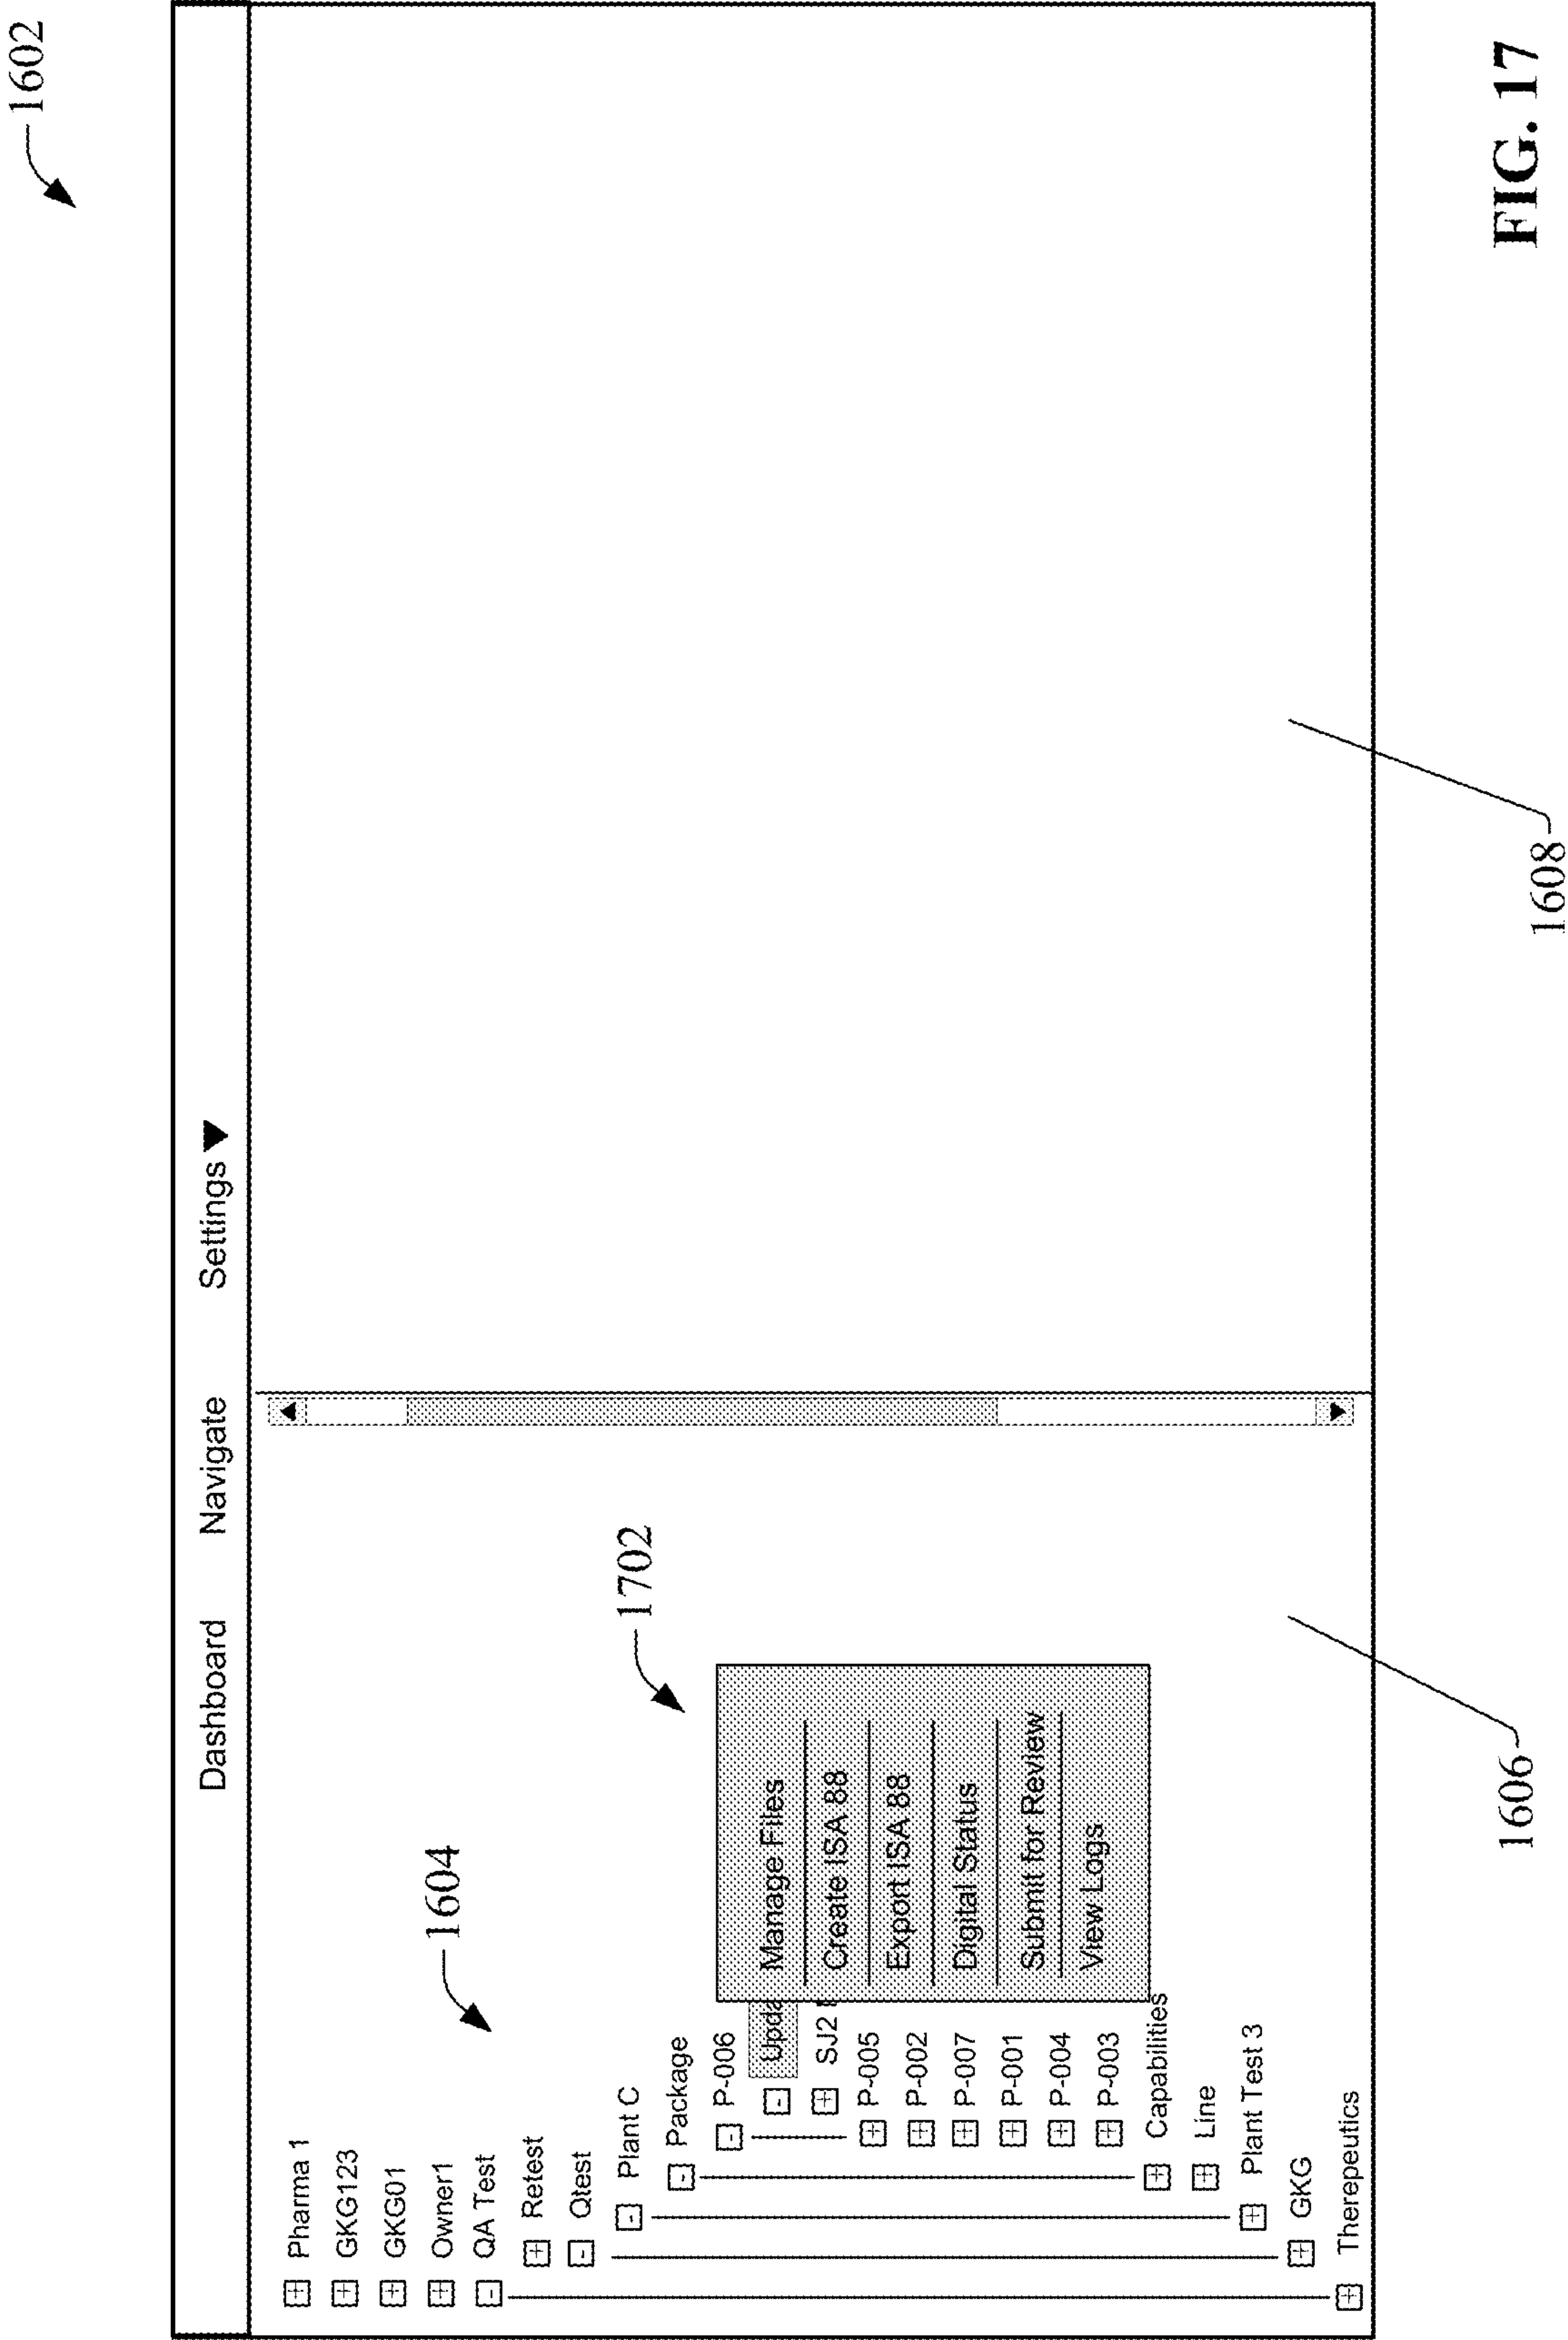 1602
Dashboard Navigate Settings
Pharma 1
GKG123
GKG01
Owner1
1604
QA Test
Retest
Qtest
Plant C
1702
Package
P-006
Upda
Manage Files
SJ2
Create ISA 88
P-005
Export ISA 88
P-002
P-007
Digital Status
P-001
Submit for Review
P-004
View Logs
P-003
Capabilities
Line
Plant Test 3
GKG
Therepeutics
1606
1608
FIG. 17